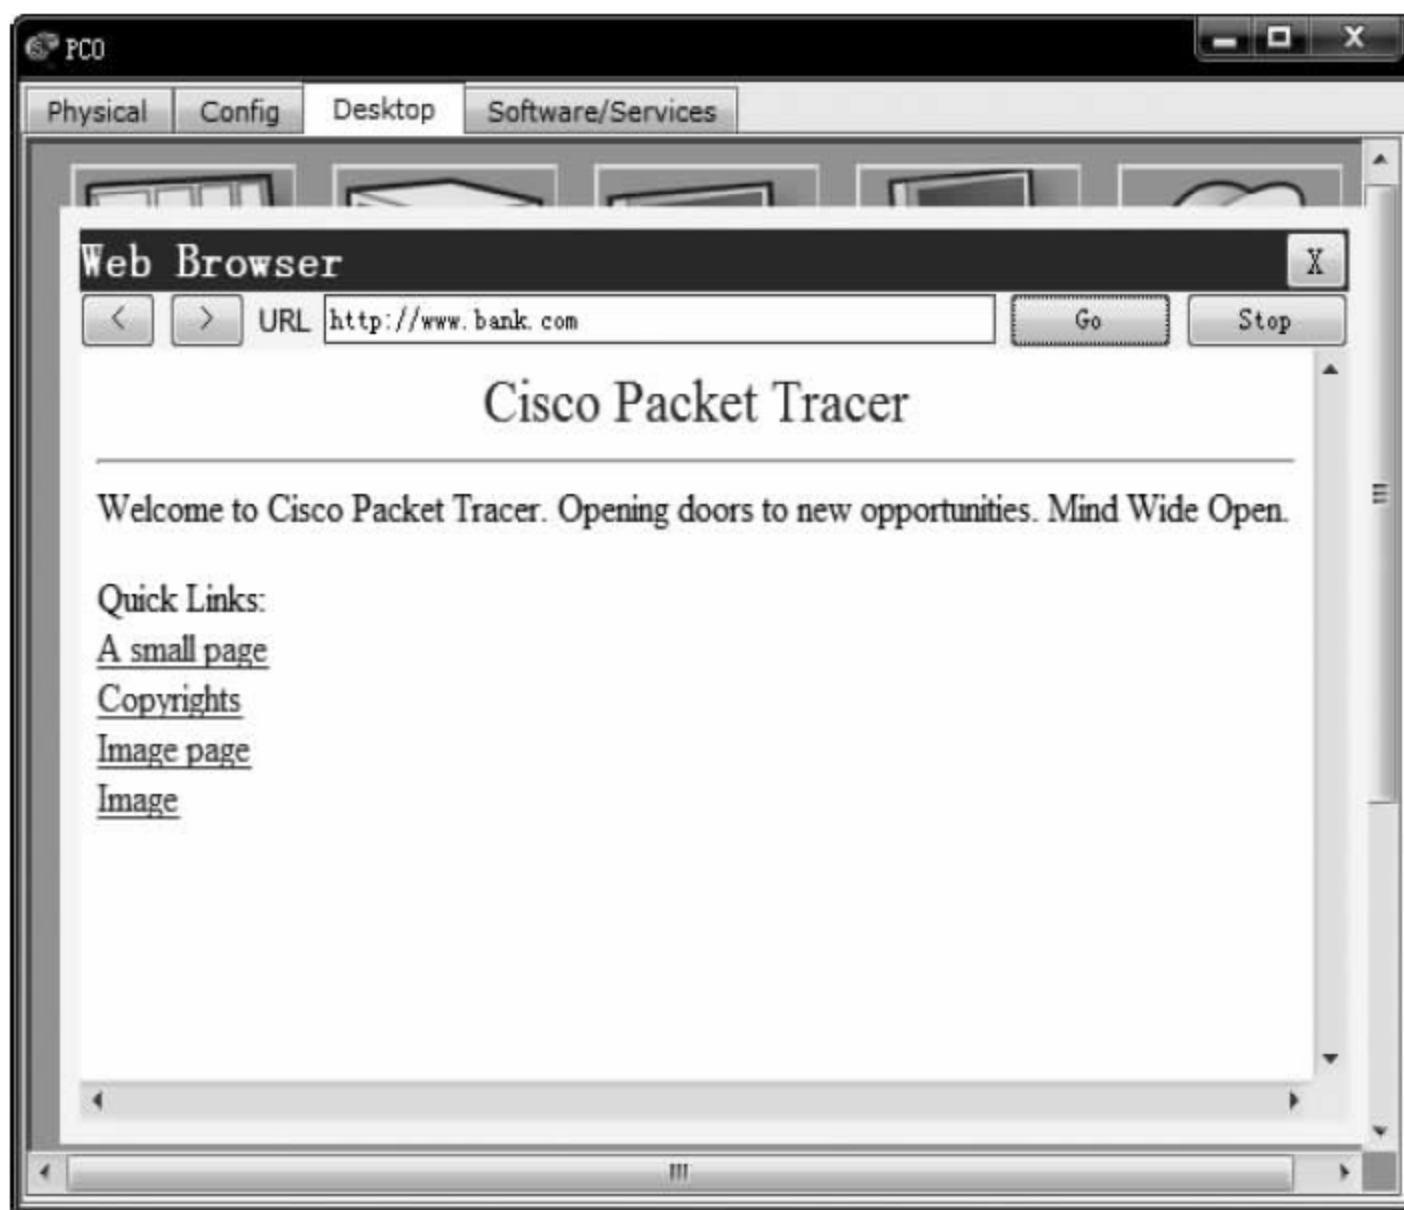 PC0
Physical Config Desktop Software/Services
Web Browser X
< > URL http://www.bank.com Go Stop
Cisco Packet Tracer
Welcome to Cisco Packet Tracer. Opening doors to new opportunities. Mind Wide Open.
Quick Links:
A small page
Copyrights
Image page
Image